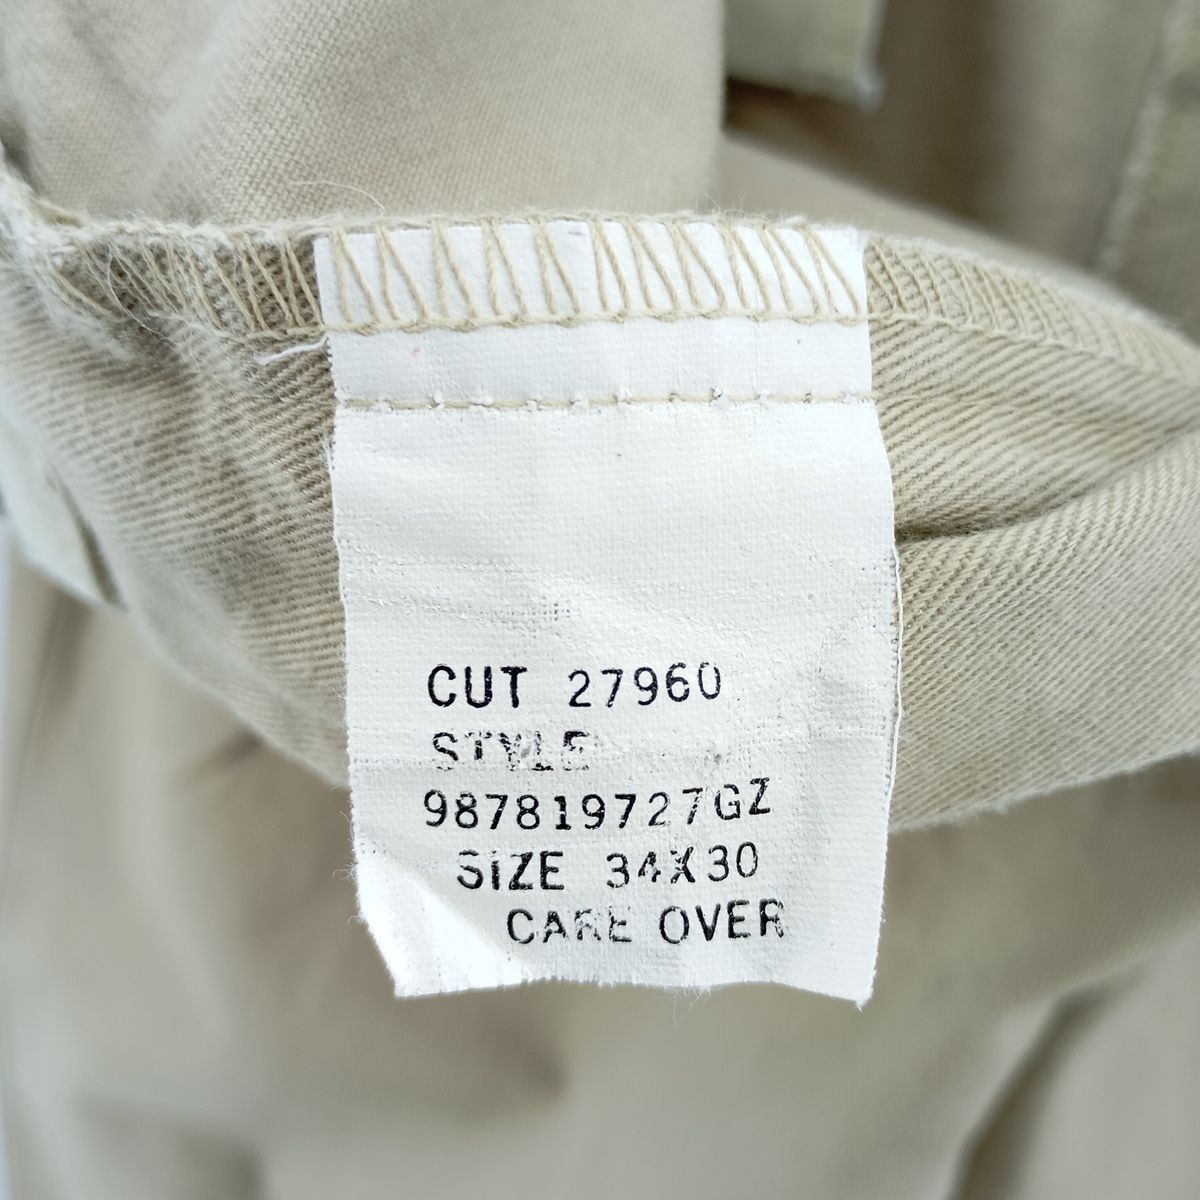 CUT 27960
STYLE
987819727GZ
SIZE 34X30
CARE OVER